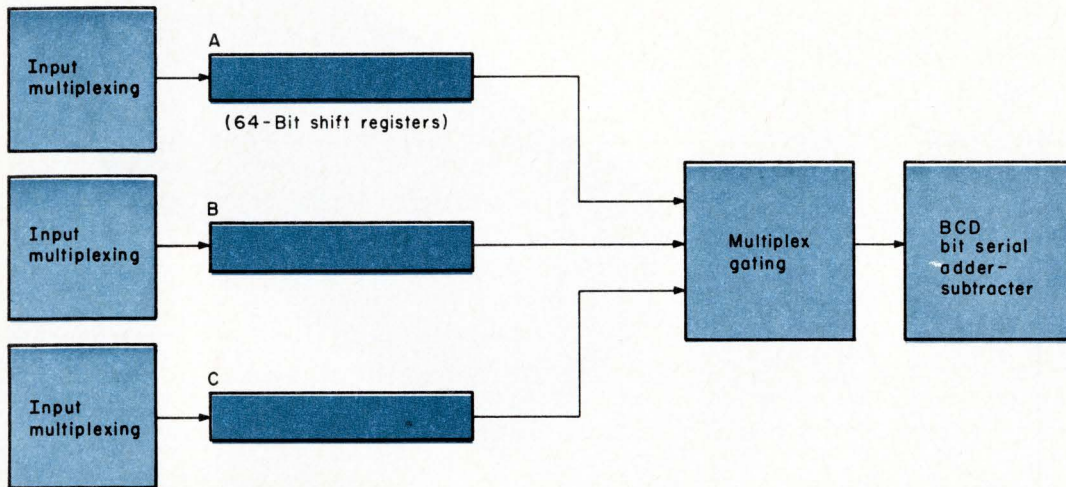 Input
multiplexing
A
(64-Bit shift registers)
Input
multiplexing
B
Multiplex
gating
BCD
bit serial
adder-
subtracter
Input
multiplexing
C